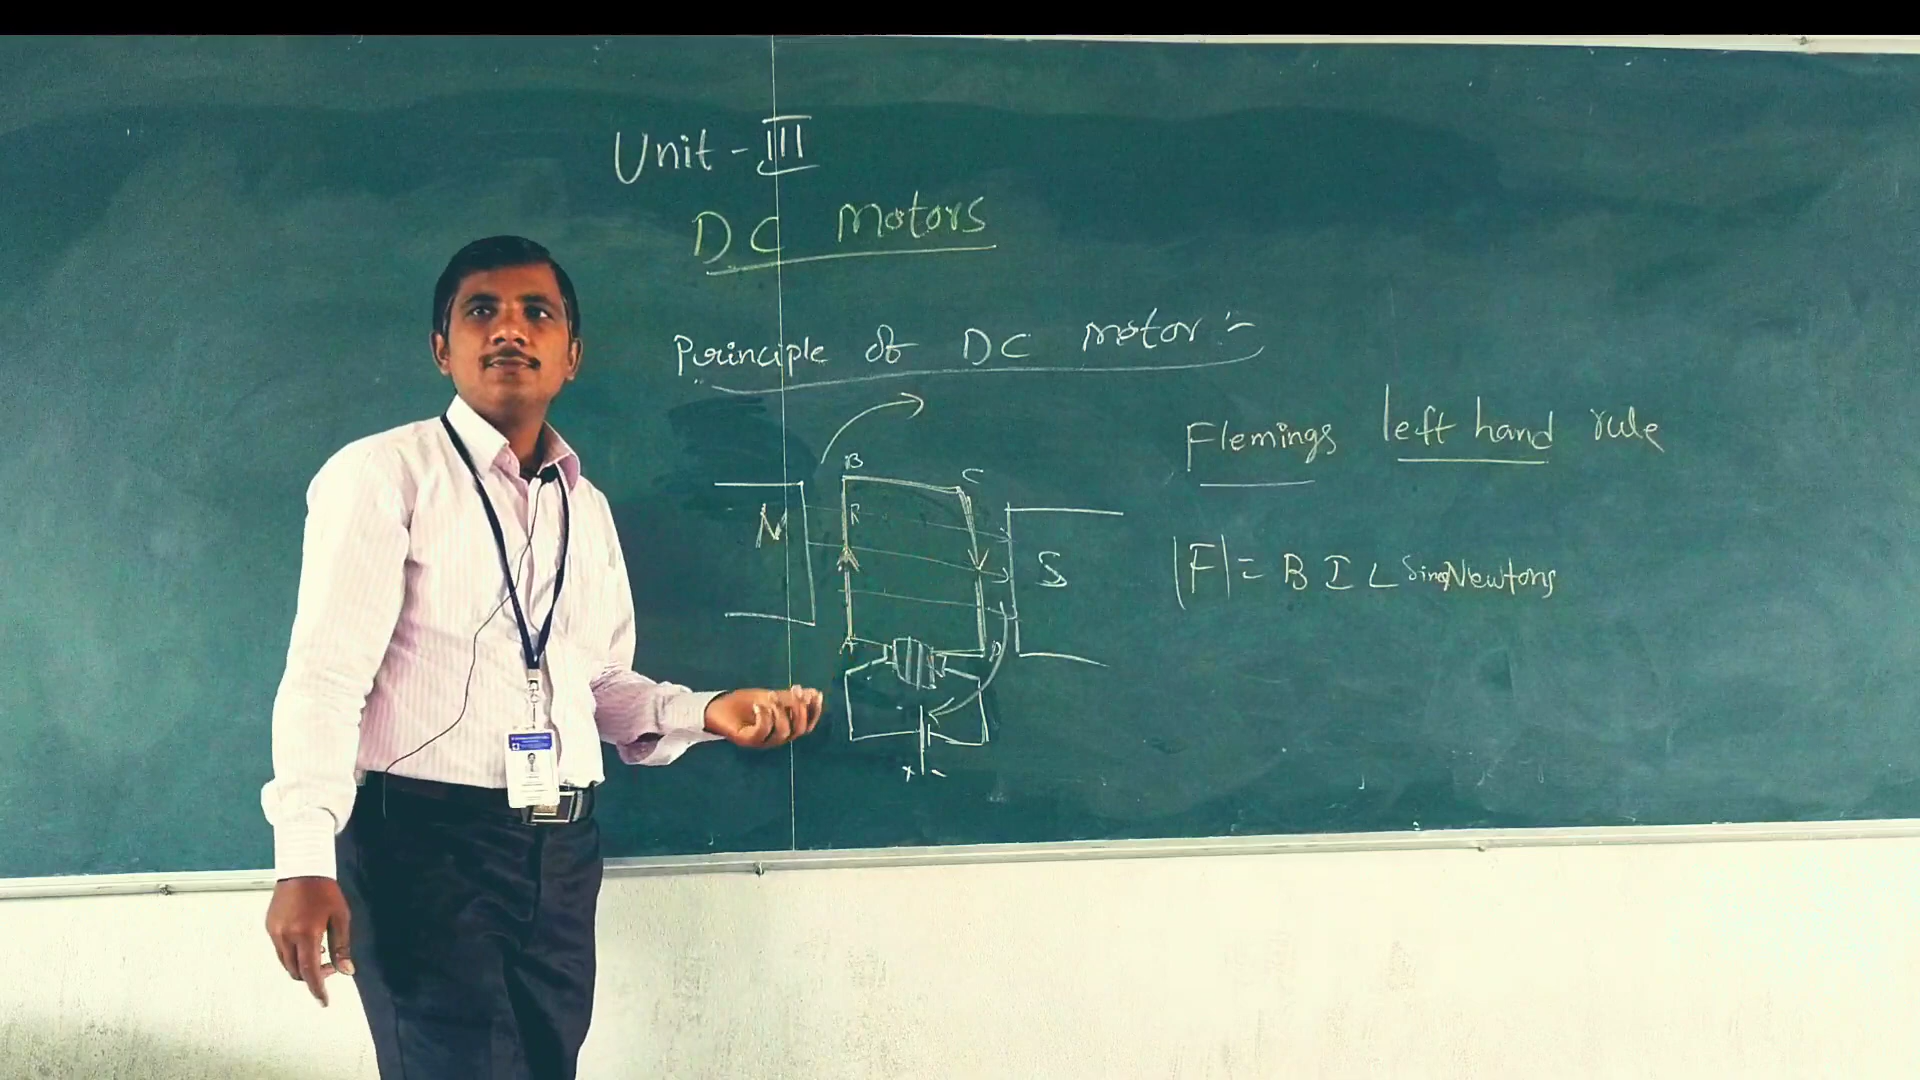 Unit - III
DC Motors
Principle of DC motor :-
Flemings left hand rule
B
C
R
N
S
|F| = B I L Sinθ Newtons
A
D
+ -